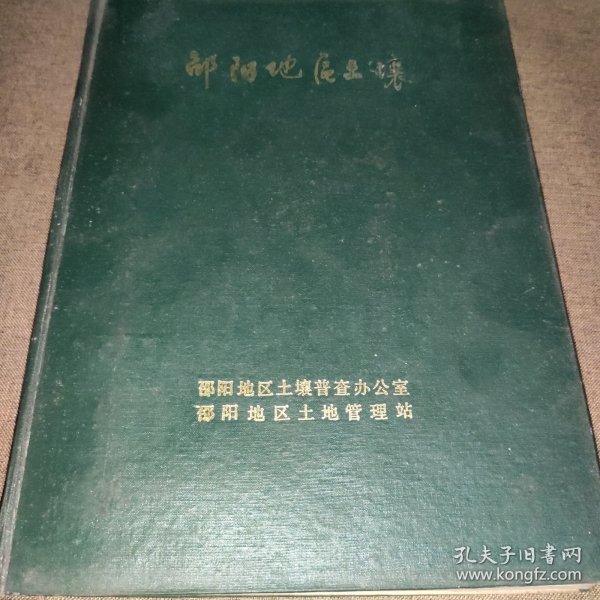 邵阳地区土壤
邵阳地区土壤普查办公室
邵阳地区土地管理站
孔夫子旧書网
www.kongfz.com